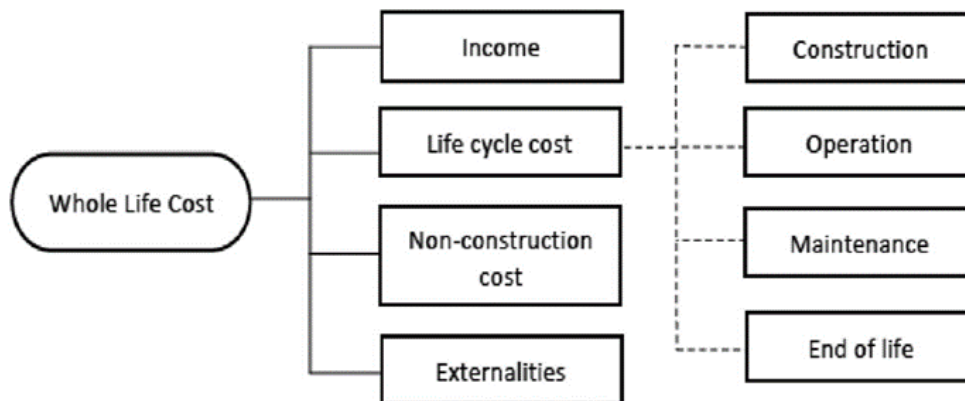 Whole Life Cost
Income
Life cycle cost
Non-construction
cost
Externalities
Construction
Operation
Maintenance
End of life